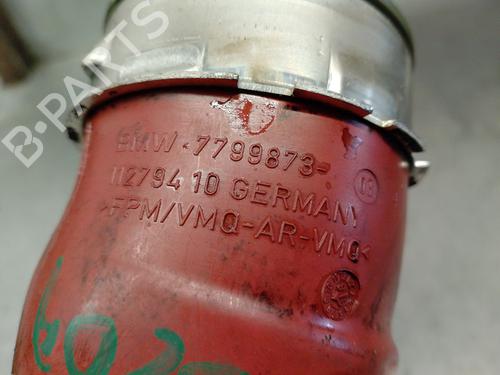 B-PARTS
BMW-7799873-
11279410 GERMANY
>FPM/VMQ-AR-VMQ<